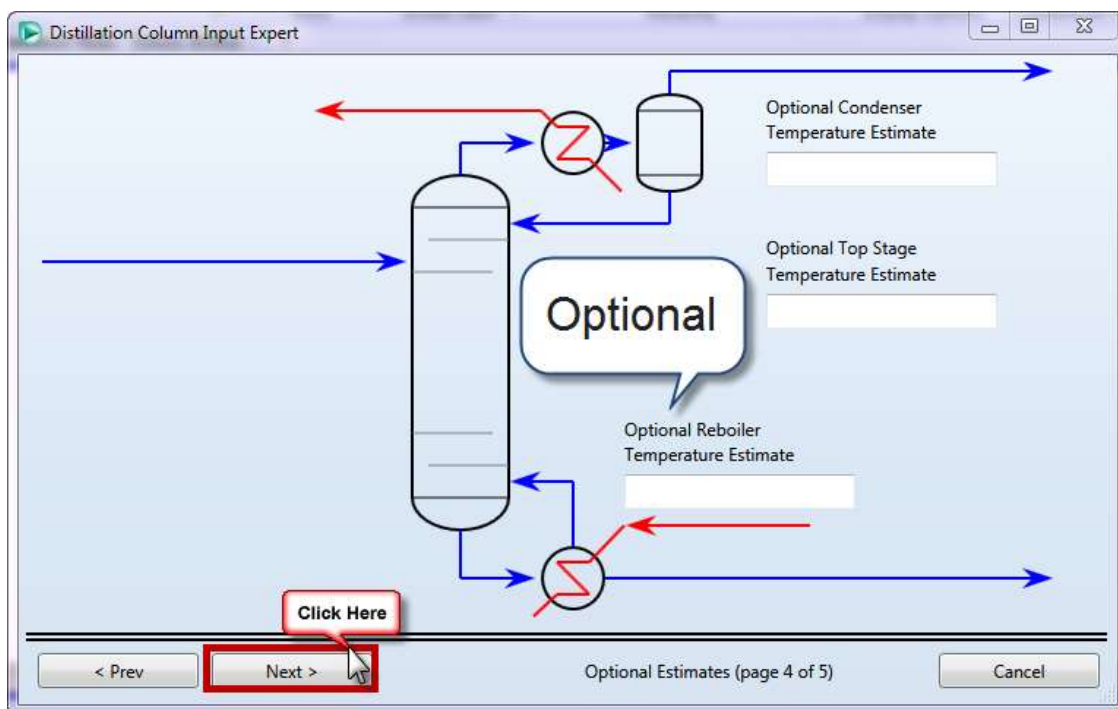 Distillation Column Input Expert
Optional Condenser
Temperature Estimate
Optional Top Stage
Temperature Estimate
Optional
Optional Reboiler
Temperature Estimate
Click Here
< Prev
Next >
Optional Estimates (page 4 of 5)
Cancel